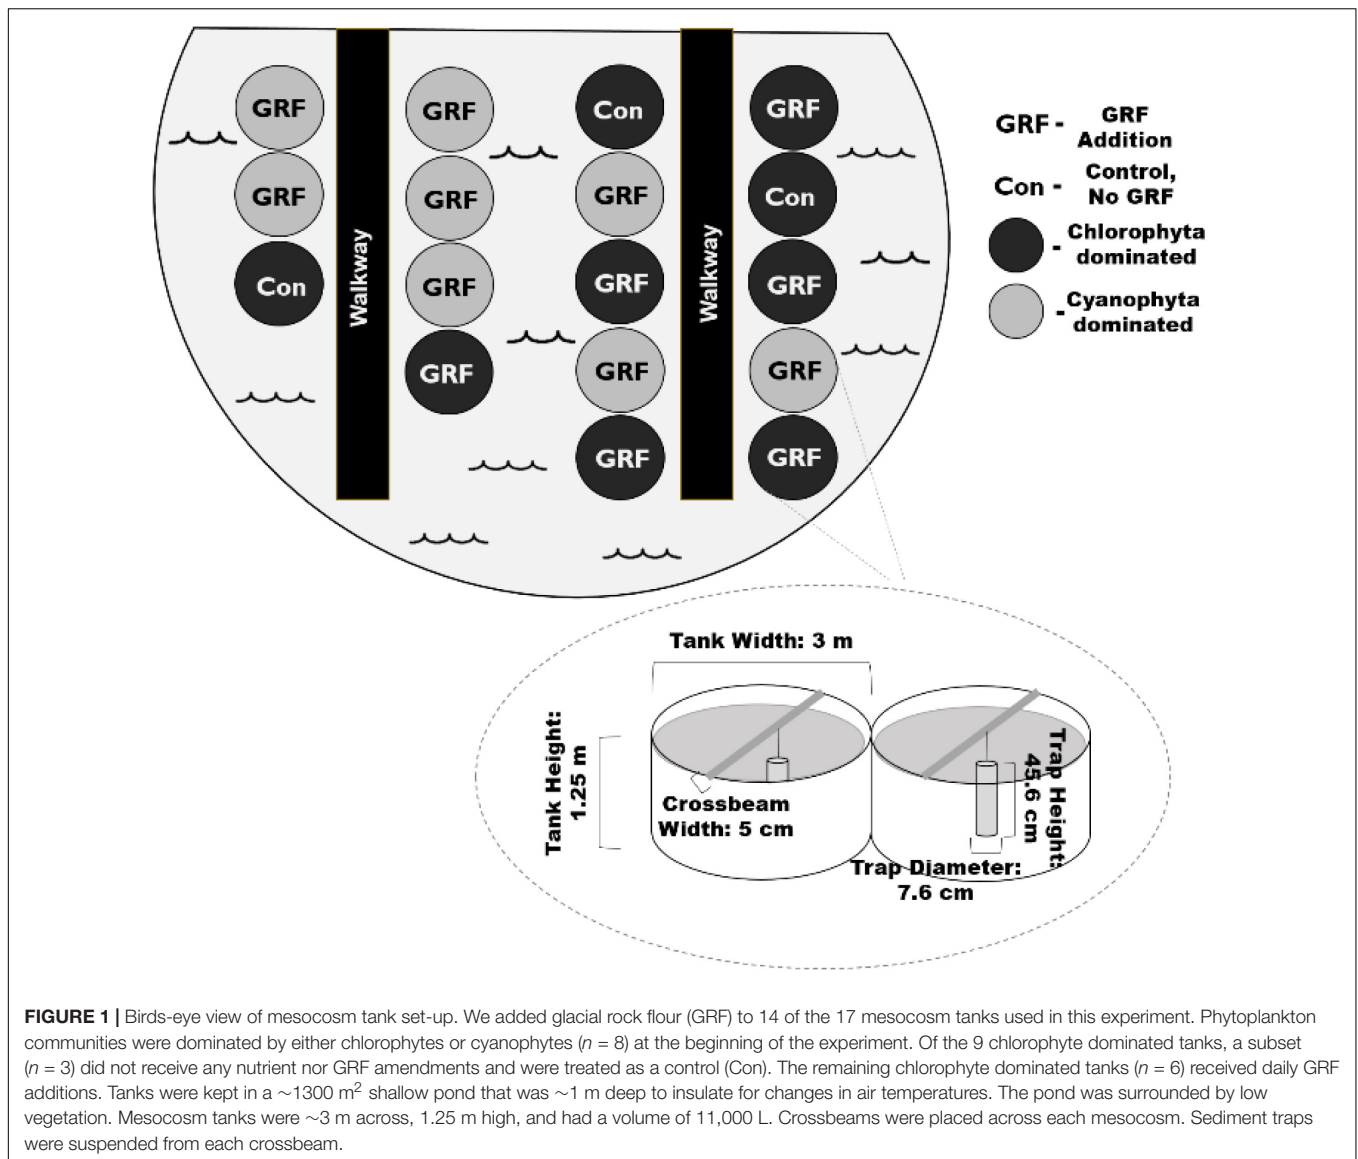 GRF
GRF
Con
Walkway
GRF
GRF
GRF
GRF
Con
GRF
GRF
GRF
GRF
Walkway
GRF
Con
GRF
GRF
GRF
GRF - GRF
Addition
Con - Control,
No GRF
- Chlorophyta
dominated
- Cyanophyta
dominated
Tank Width: 3 m
Tank Height:
1.25 m
Crossbeam
Width: 5 cm
Trap Height:
45.6 cm
Trap Diameter:
7.6 cm
FIGURE 1 | Birds-eye view of mesocosm tank set-up. We added glacial rock flour (GRF) to 14 of the 17 mesocosm tanks used in this experiment. Phytoplankton
communities were dominated by either chlorophytes or cyanophytes (n = 8) at the beginning of the experiment. Of the 9 chlorophyte dominated tanks, a subset
(n = 3) did not receive any nutrient nor GRF amendments and were treated as a control (Con). The remaining chlorophyte dominated tanks (n = 6) received daily GRF
additions. Tanks were kept in a ~1300 m² shallow pond that was ~1 m deep to insulate for changes in air temperatures. The pond was surrounded by low
vegetation. Mesocosm tanks were ~3 m across, 1.25 m high, and had a volume of 11,000 L. Crossbeams were placed across each mesocosm. Sediment traps
were suspended from each crossbeam.